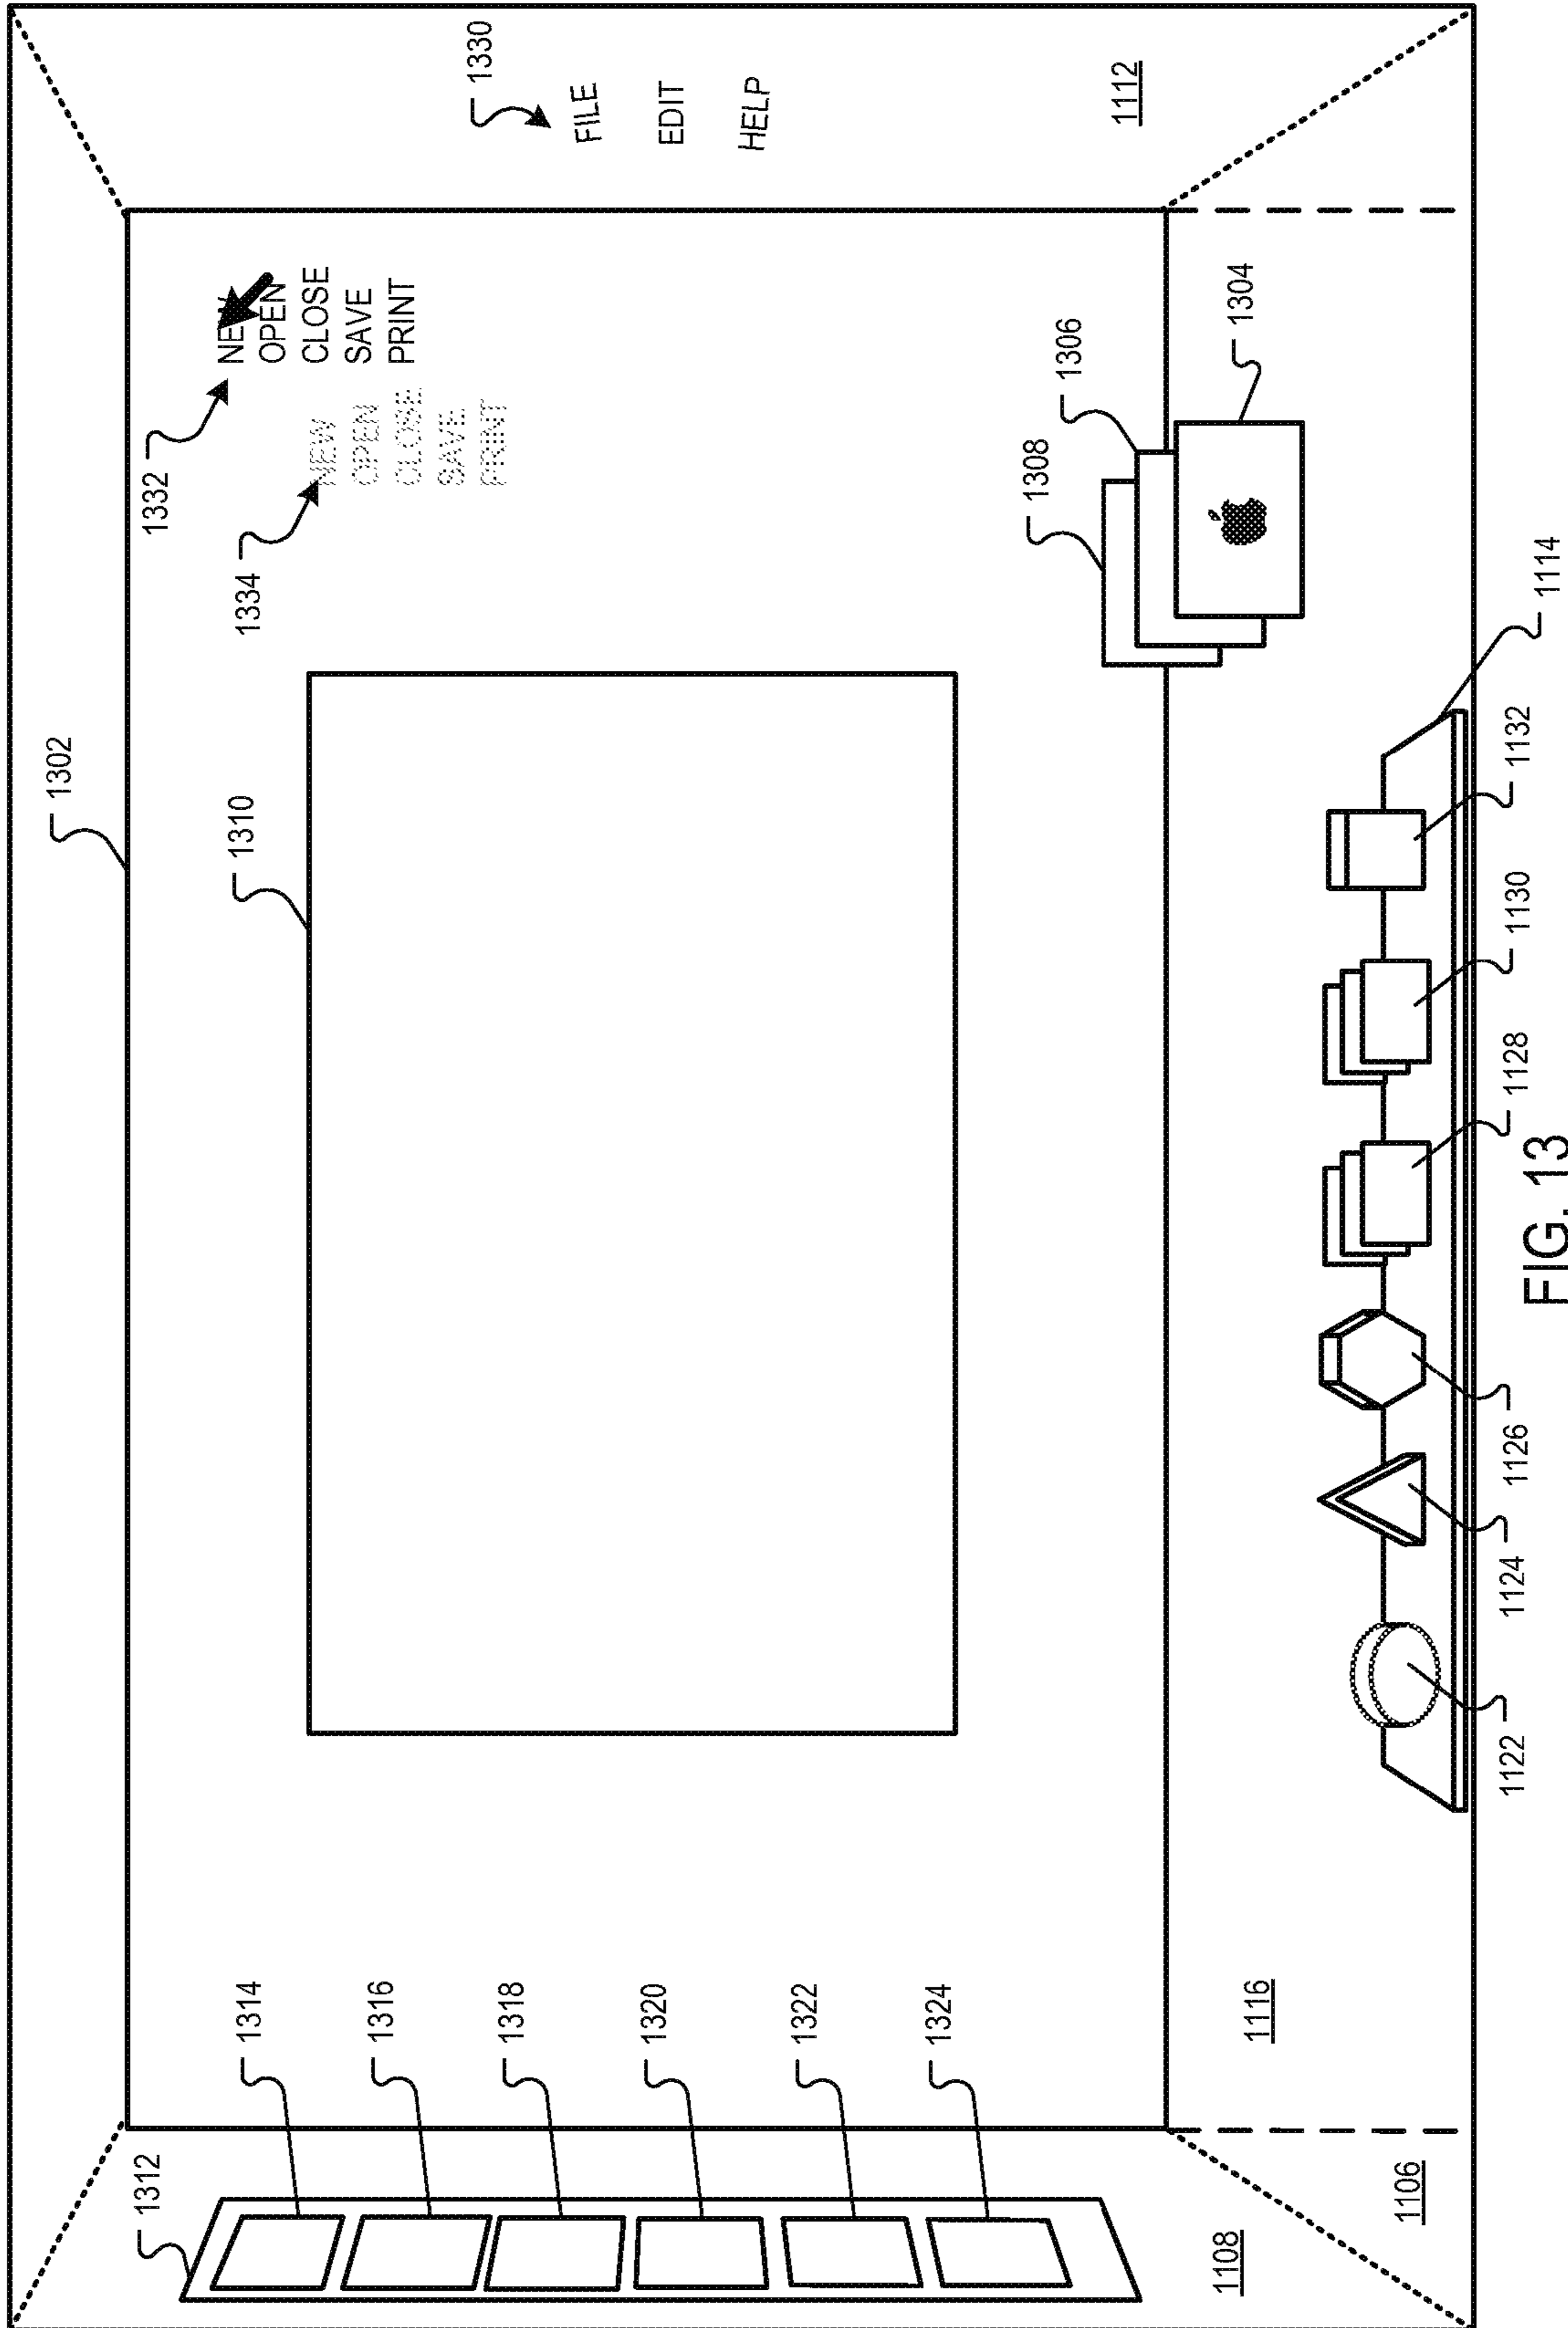 1302
1310
1312
1314
1316
1318
1320
1322
1324
1332
NEW
OPEN
CLOSE
SAVE
PRINT
1334
NEW
OPEN
CLOSE
SAVE
PRINT
1330
FILE
EDIT
HELP
1112
1308
1306
1304
1108
1106
1116
1114
1122
1124
1126
1128
1130
1132
FIG. 13